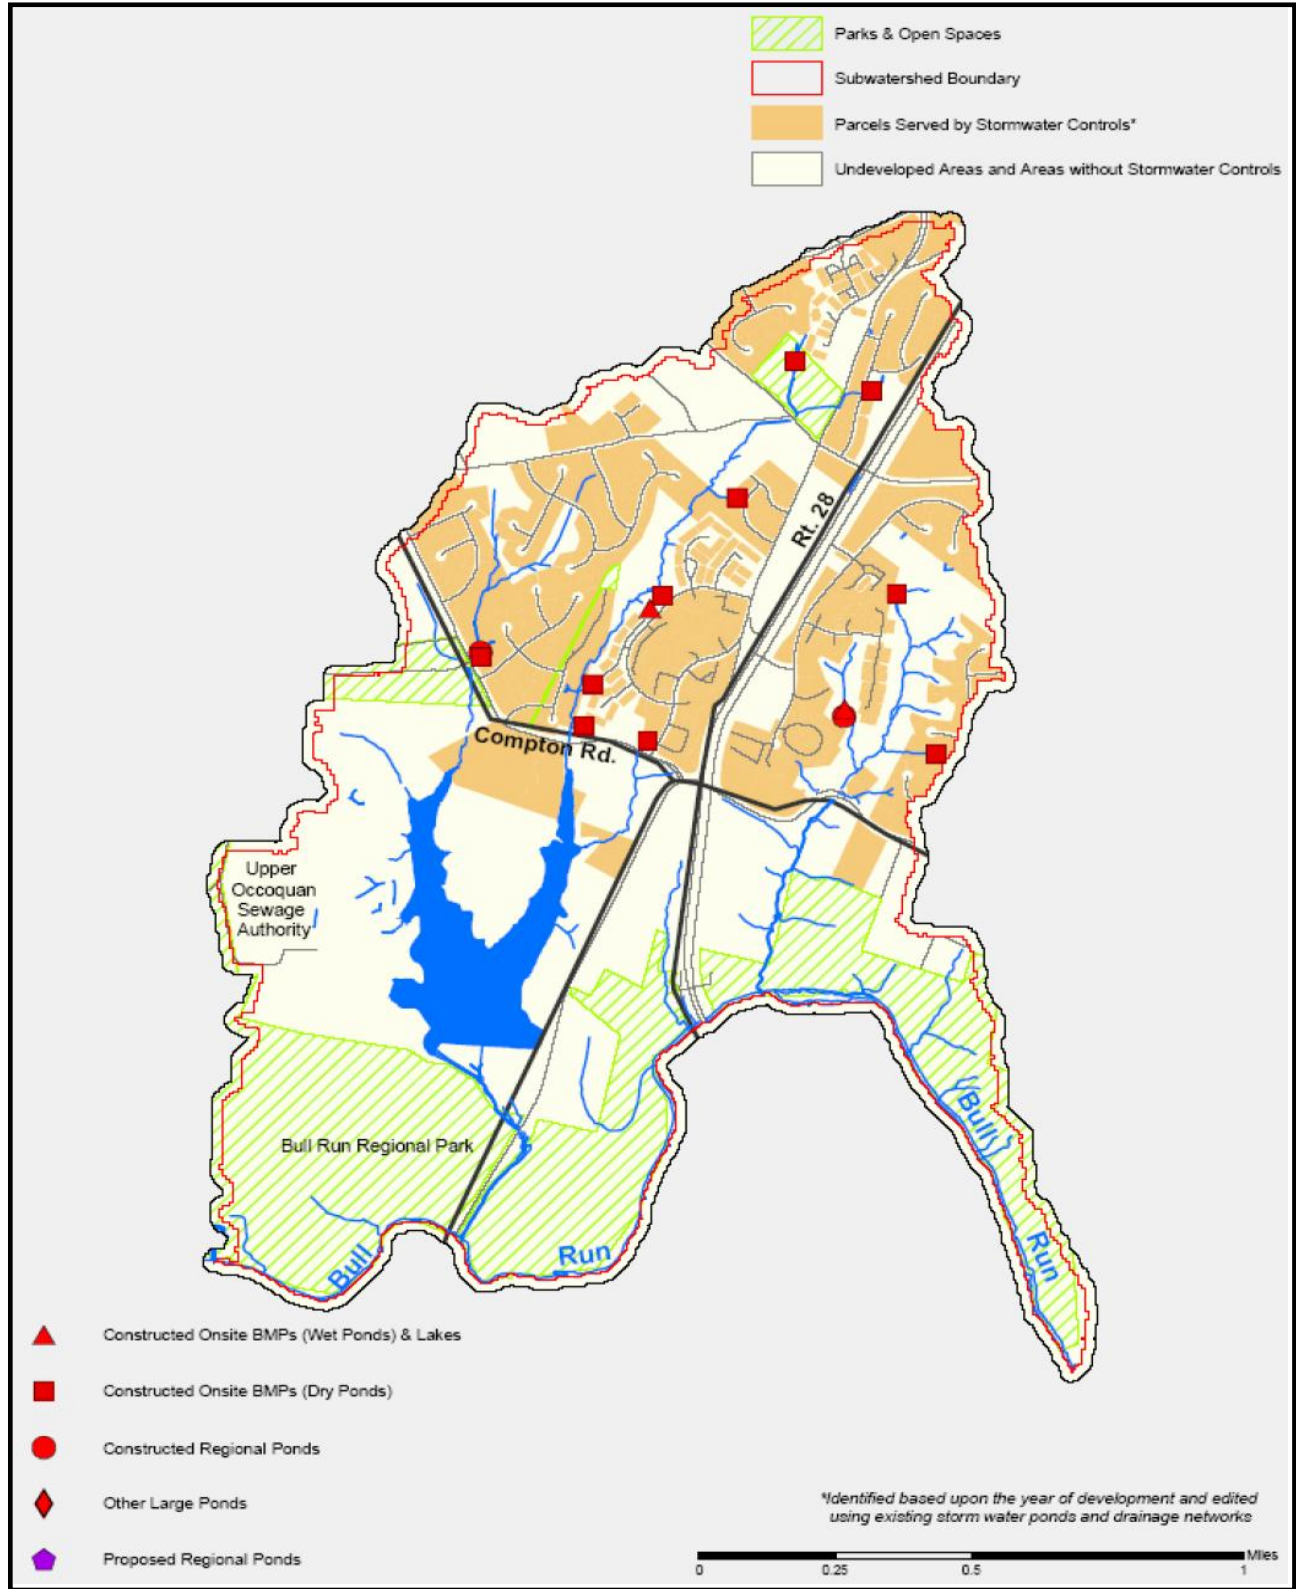 Parks & Open Spaces
Subwatershed Boundary
Parcels Served by Stormwater Controls*
Undeveloped Areas and Areas without Stormwater Controls
Rt. 28
Compton Rd.
Upper
Occoquan
Sewage
Authority
Bull Run Regional Park
Bull
Run
Bull
Run
Constructed Onsite BMPs (Wet Ponds) & Lakes
Constructed Onsite BMPs (Dry Ponds)
Constructed Regional Ponds
Other Large Ponds
Proposed Regional Ponds
*Identified based upon the year of development and edited
using existing storm water ponds and drainage networks
Miles
0 0.25 0.5 1